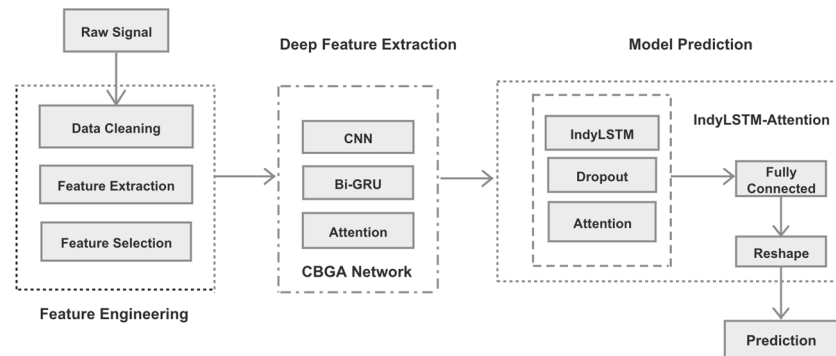 Raw Signal
Deep Feature Extraction
Model Prediction
Data Cleaning
Feature Extraction
Feature Selection
Feature Engineering
CNN
Bi-GRU
Attention
CBGA Network
IndyLSTM
Dropout
Attention
IndyLSTM-Attention
Fully
Connected
Reshape
Prediction